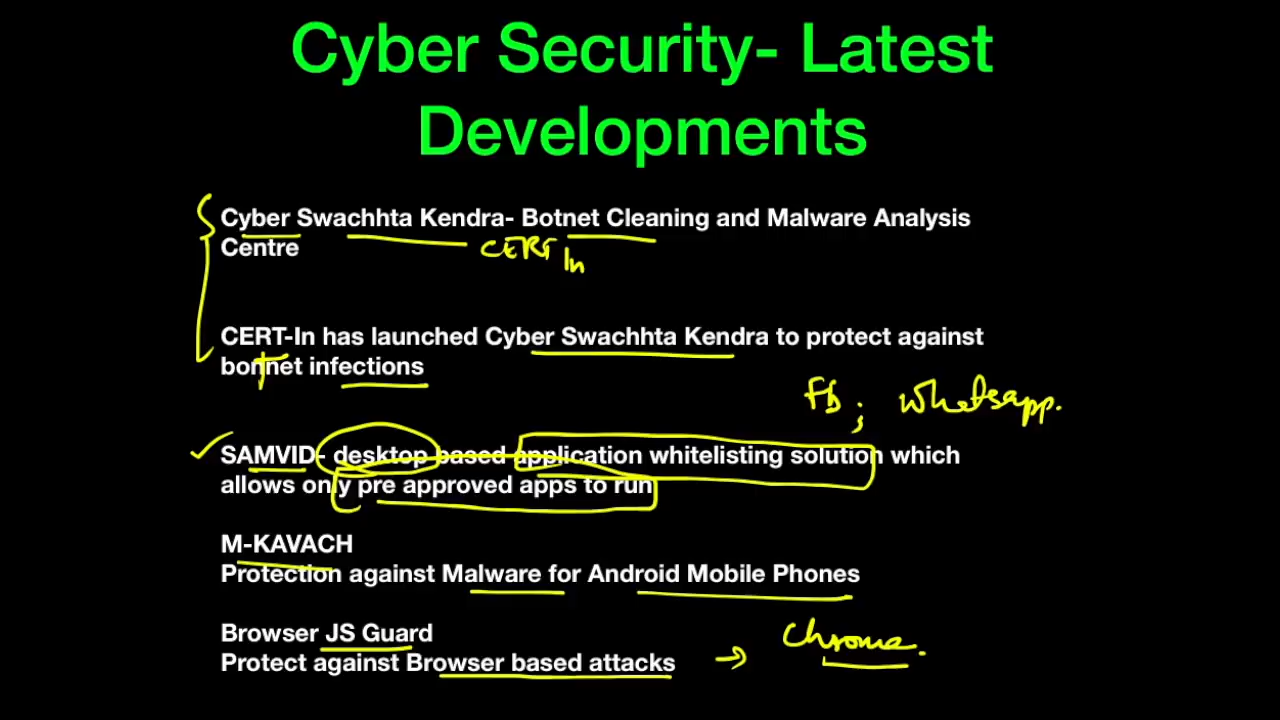 Cyber Security- Latest
Developments
Cyber Swachhta Kendra- Botnet Cleaning and Malware Analysis
Centre
CERT In
CERT-In has launched Cyber Swachhta Kendra to protect against
bonnet infections
Fb ; Whatsapp.
SAMVID- desktop based application whitelisting solution which
allows only pre approved apps to run
M-KAVACH
Protection against Malware for Android Mobile Phones
Browser JS Guard
Protect against Browser based attacks → Chrome.